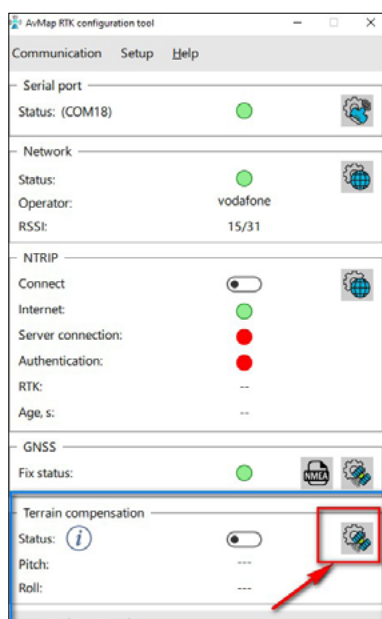 AvMap RTK configuration tool
Communication Setup Help
Serial port
Status: (COM18)
Network
Status:
Operator: vodafone
RSSI: 15/31
NTRIP
Connect
Internet:
Server connection:
Authentication:
RTK: --
Age, s: --
GNSS
Fix status: NMEA
Terrain compensation
Status: i
Pitch: ---
Roll: ---